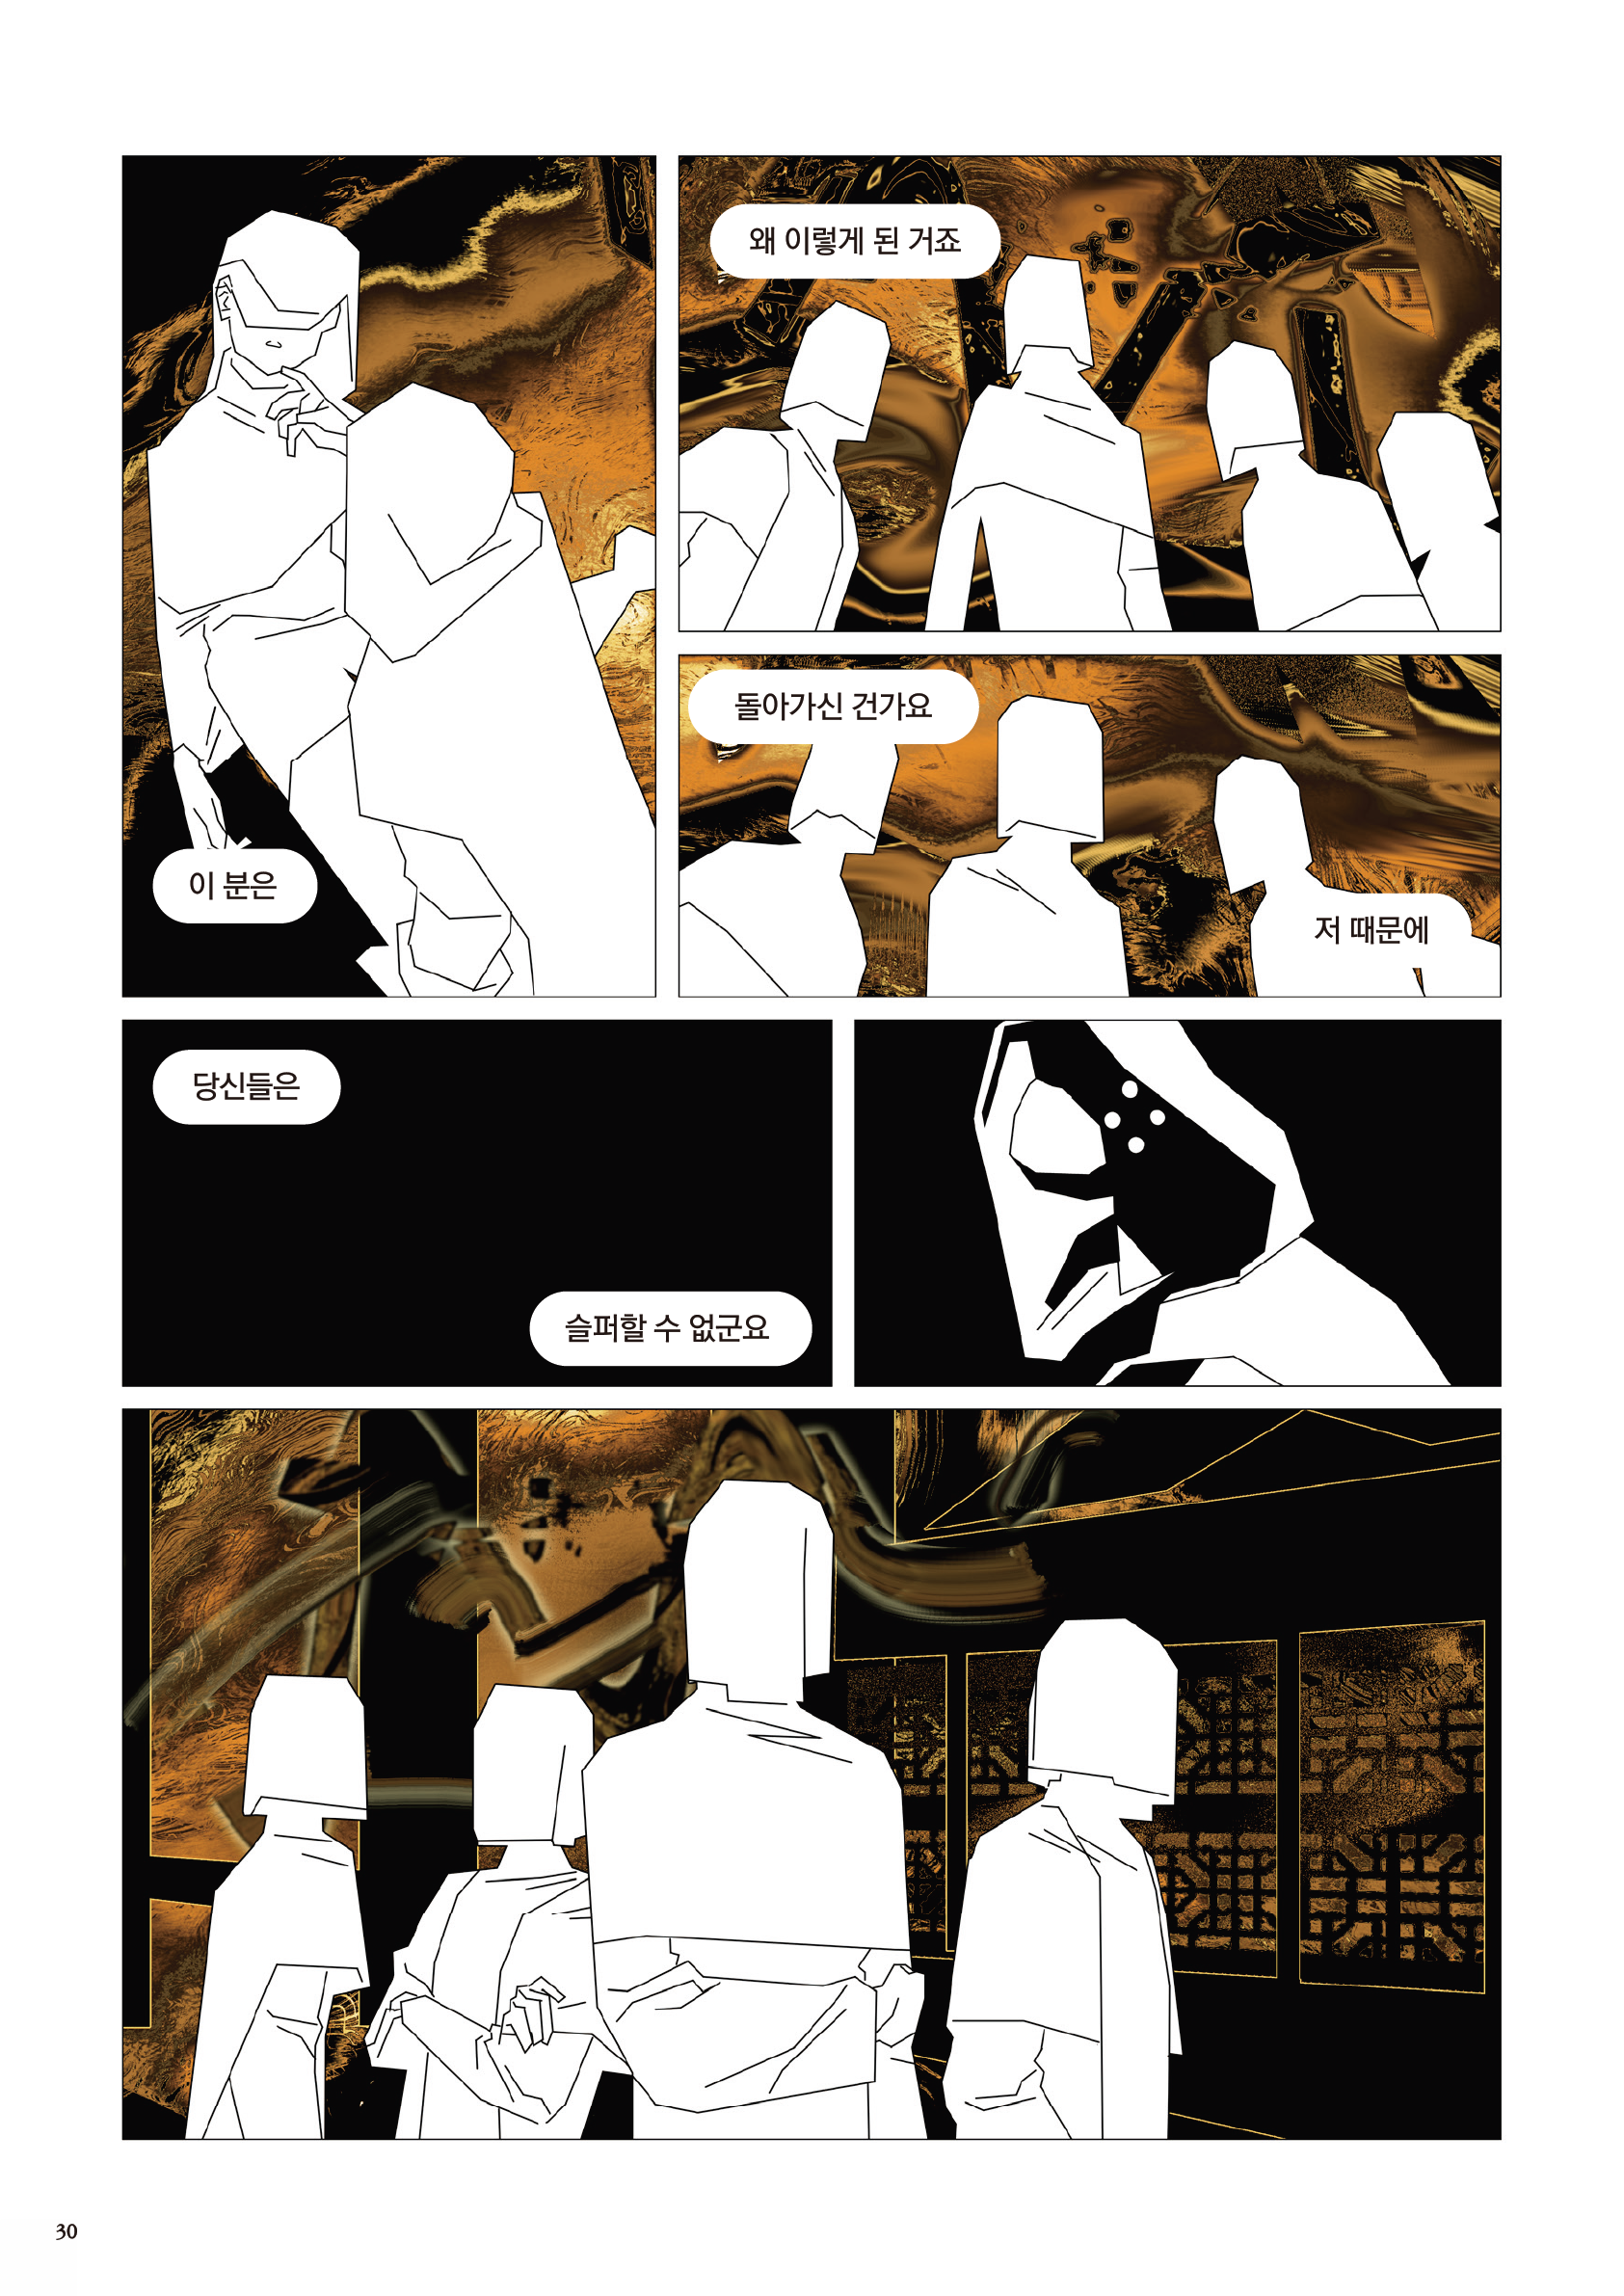 이 분은
왜 이렇게 된 거죠
돌아가신 건가요
저 때문에
당신들은
슬퍼할 수 없군요
30